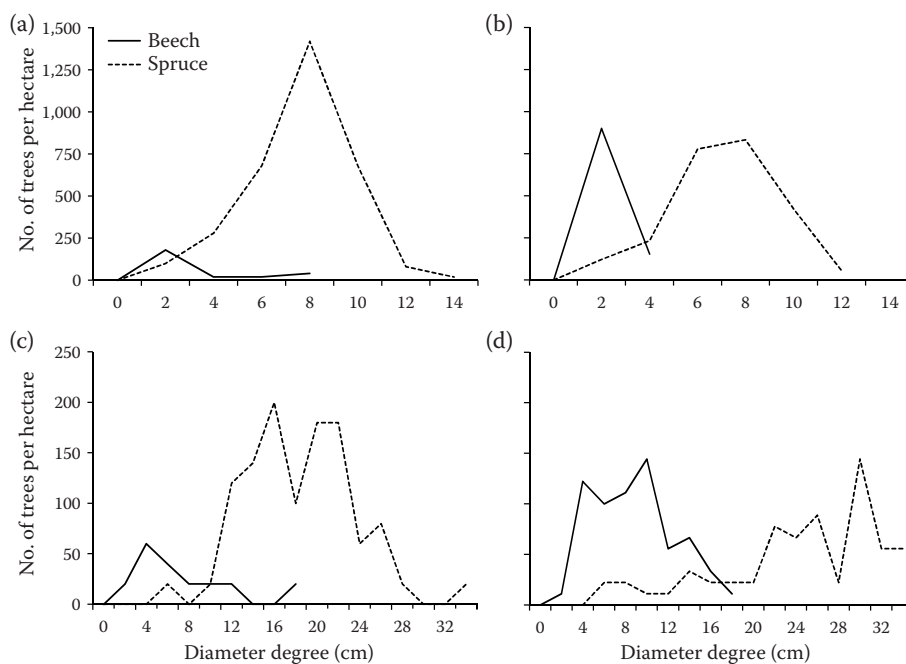 (a)
(b)
1,500
1,250
1,000
750
500
250
0
No. of trees per hectare
Beech
Spruce
0 2 4 6 8 10 12 14
0 2 4 6 8 10 12 14
(c)
(d)
250
200
150
100
50
0
No. of trees per hectare
0 4 8 12 16 20 24 28 32
0 4 8 12 16 20 24 28 32
Diameter degree (cm)
Diameter degree (cm)